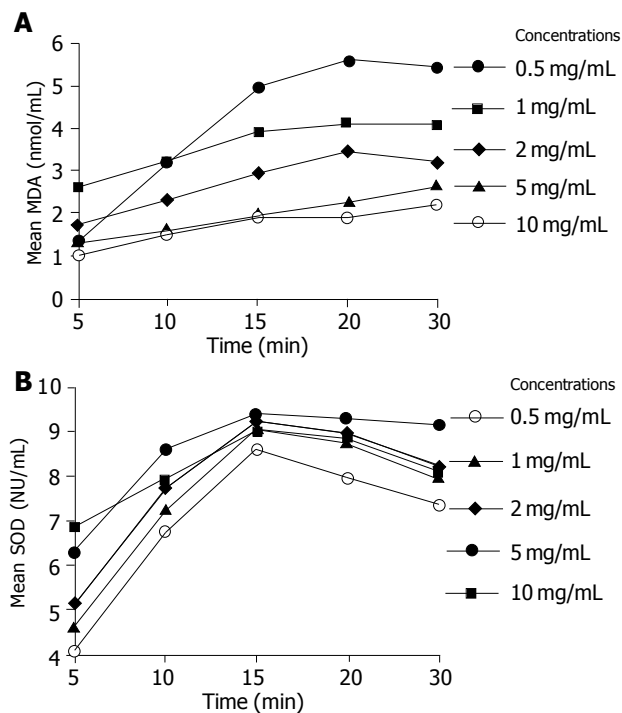 A
Concentrations
6
5
4
3
2
1
0
Mean MDA (nmol/mL)
0.5 mg/mL
1 mg/mL
2 mg/mL
5 mg/mL
10 mg/mL
5 10 15 20 30
Time (min)
B
Concentrations
10
9
8
7
6
5
4
Mean SOD (NU/mL)
0.5 mg/mL
1 mg/mL
2 mg/mL
5 mg/mL
10 mg/mL
5 10 15 20 30
Time (min)